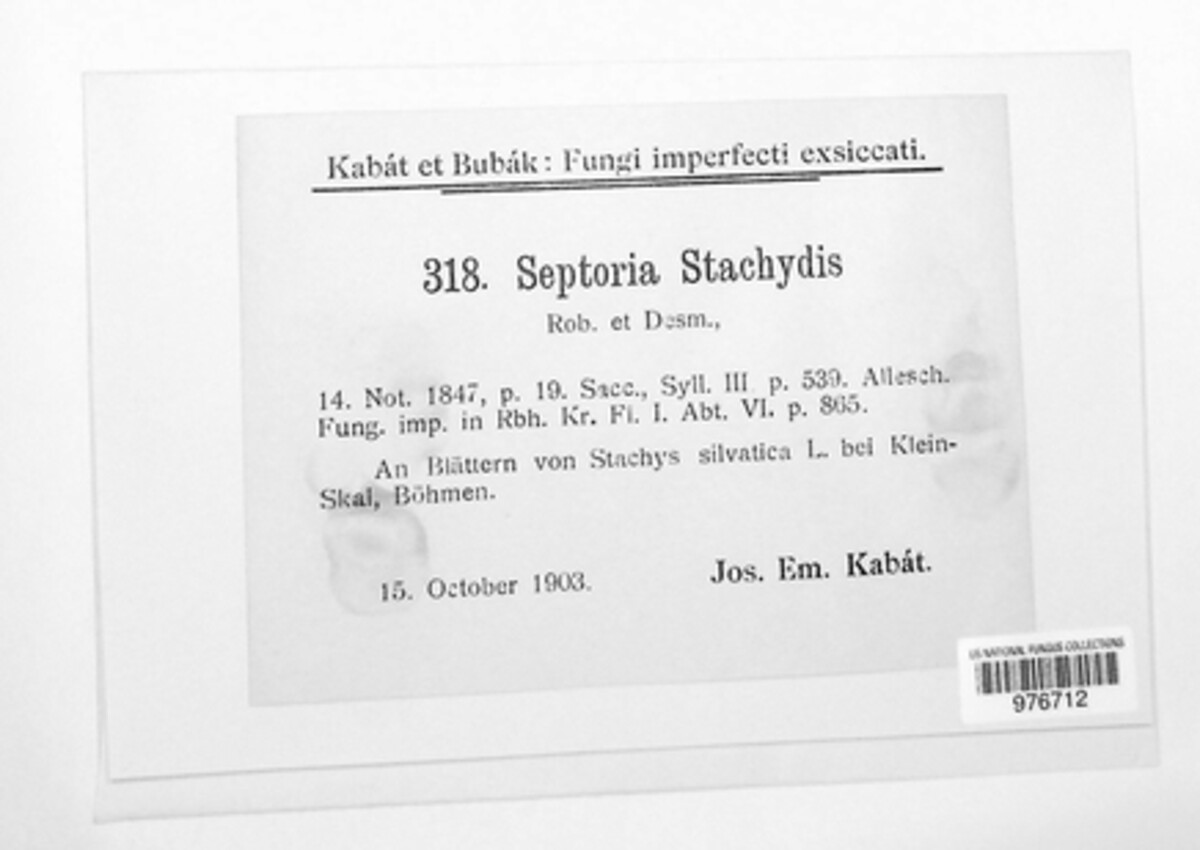 Kabát et Bubák: Fungi imperfecti exsiccati.
318. Septoria Stachydis
Rob. et Desm.,
14. Not. 1847, p. 19. Sacc., Syll. III p. 539. Allesch.
Fung. imp. in Rbh. Kr. Fl. I. Abt. VI. p. 865.
An Blättern von Stachys silvatica L. bei Klein-
Skal, Böhmen.
15. October 1903.
Jos. Em. Kabát.
US NATIONAL FUNGUS COLLECTIONS
976712